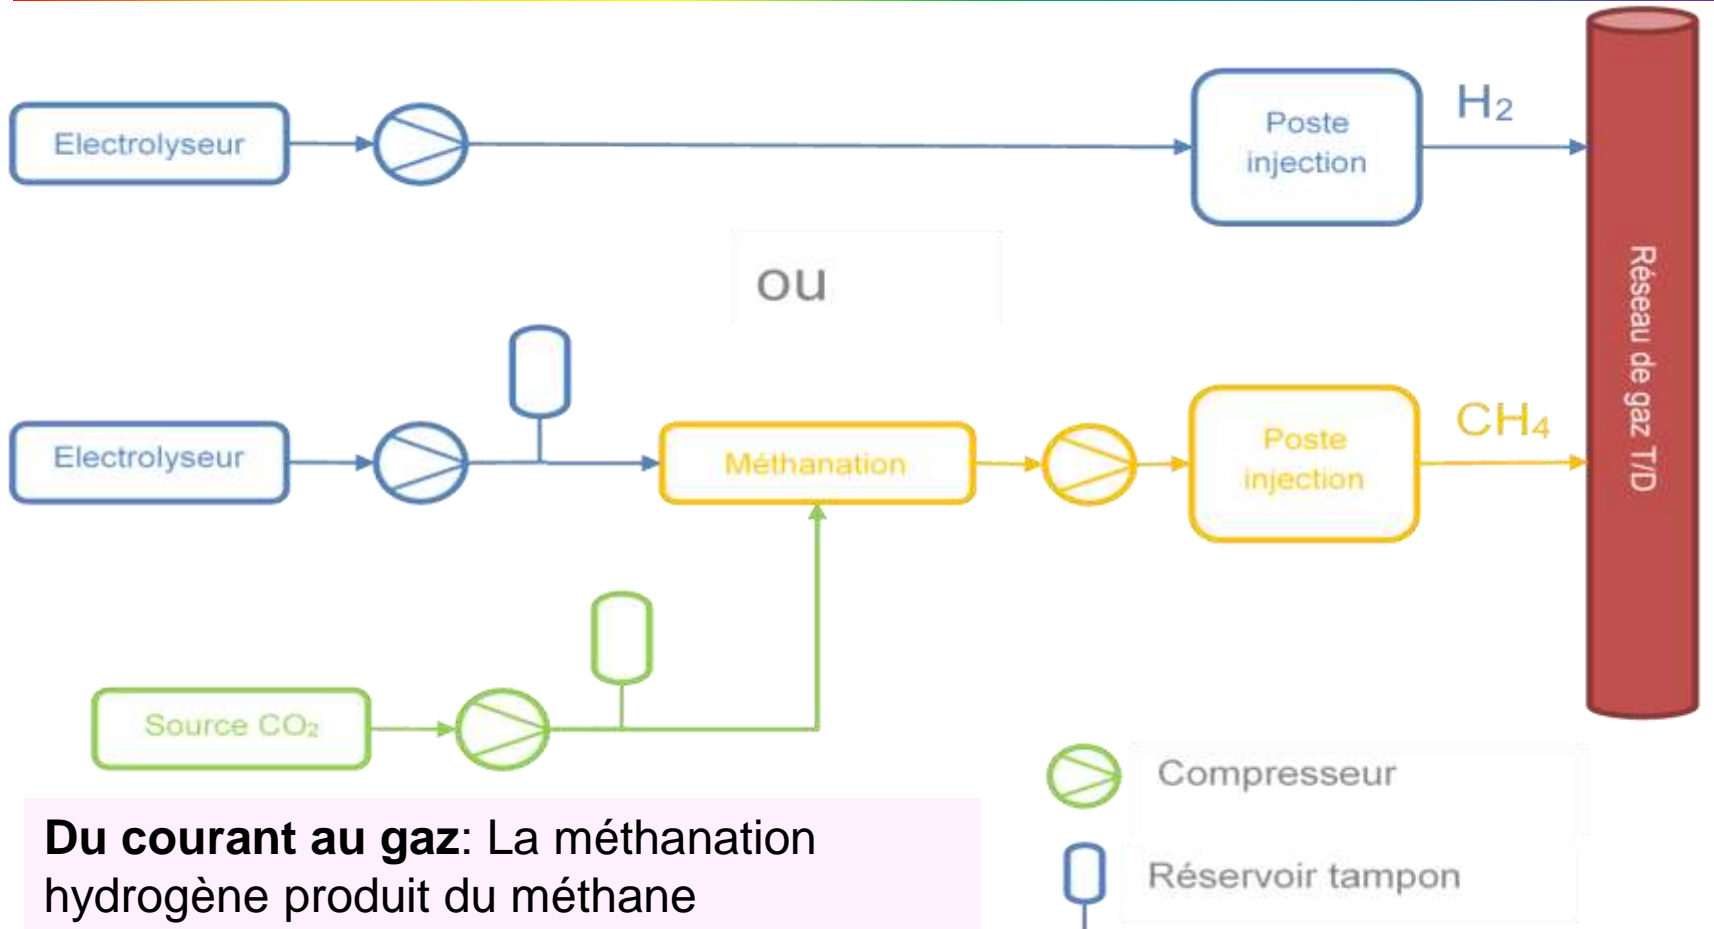 Electrolyseur
Poste
injection
H₂
ou
Réseau de gaz T/D
Electrolyseur
Méthanation
Poste
injection
CH₄
Source CO₂
Compresseur
Réservoir tampon
Du courant au gaz: La méthanation
hydrogène produit du méthane